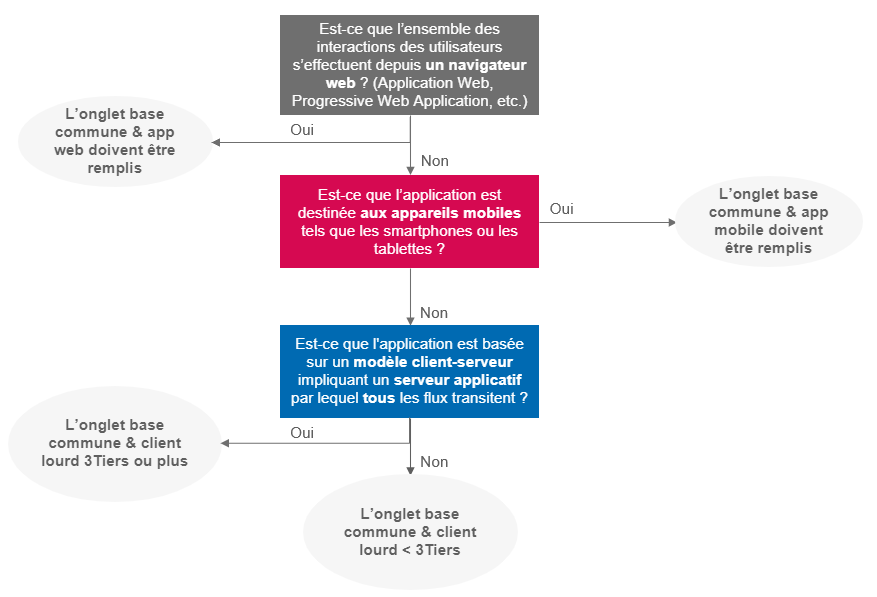 Est-ce que l’ensemble des
interactions des utilisateurs
s’effectuent depuis un navigateur
web ? (Application Web,
Progressive Web Application, etc.)
Oui
L’onglet base
commune & app
web doivent être
remplis
Non
Est-ce que l’application est
destinée aux appareils mobiles
tels que les smartphones ou les
tablettes ?
Oui
L’onglet base
commune & app
mobile doivent
être remplis
Non
Est-ce que l’application est basée
sur un modèle client-serveur
impliquant un serveur applicatif
par lequel tous les flux transitent ?
Oui
L’onglet base
commune & client
lourd 3Tiers ou plus
Non
L’onglet base
commune & client
lourd < 3Tiers